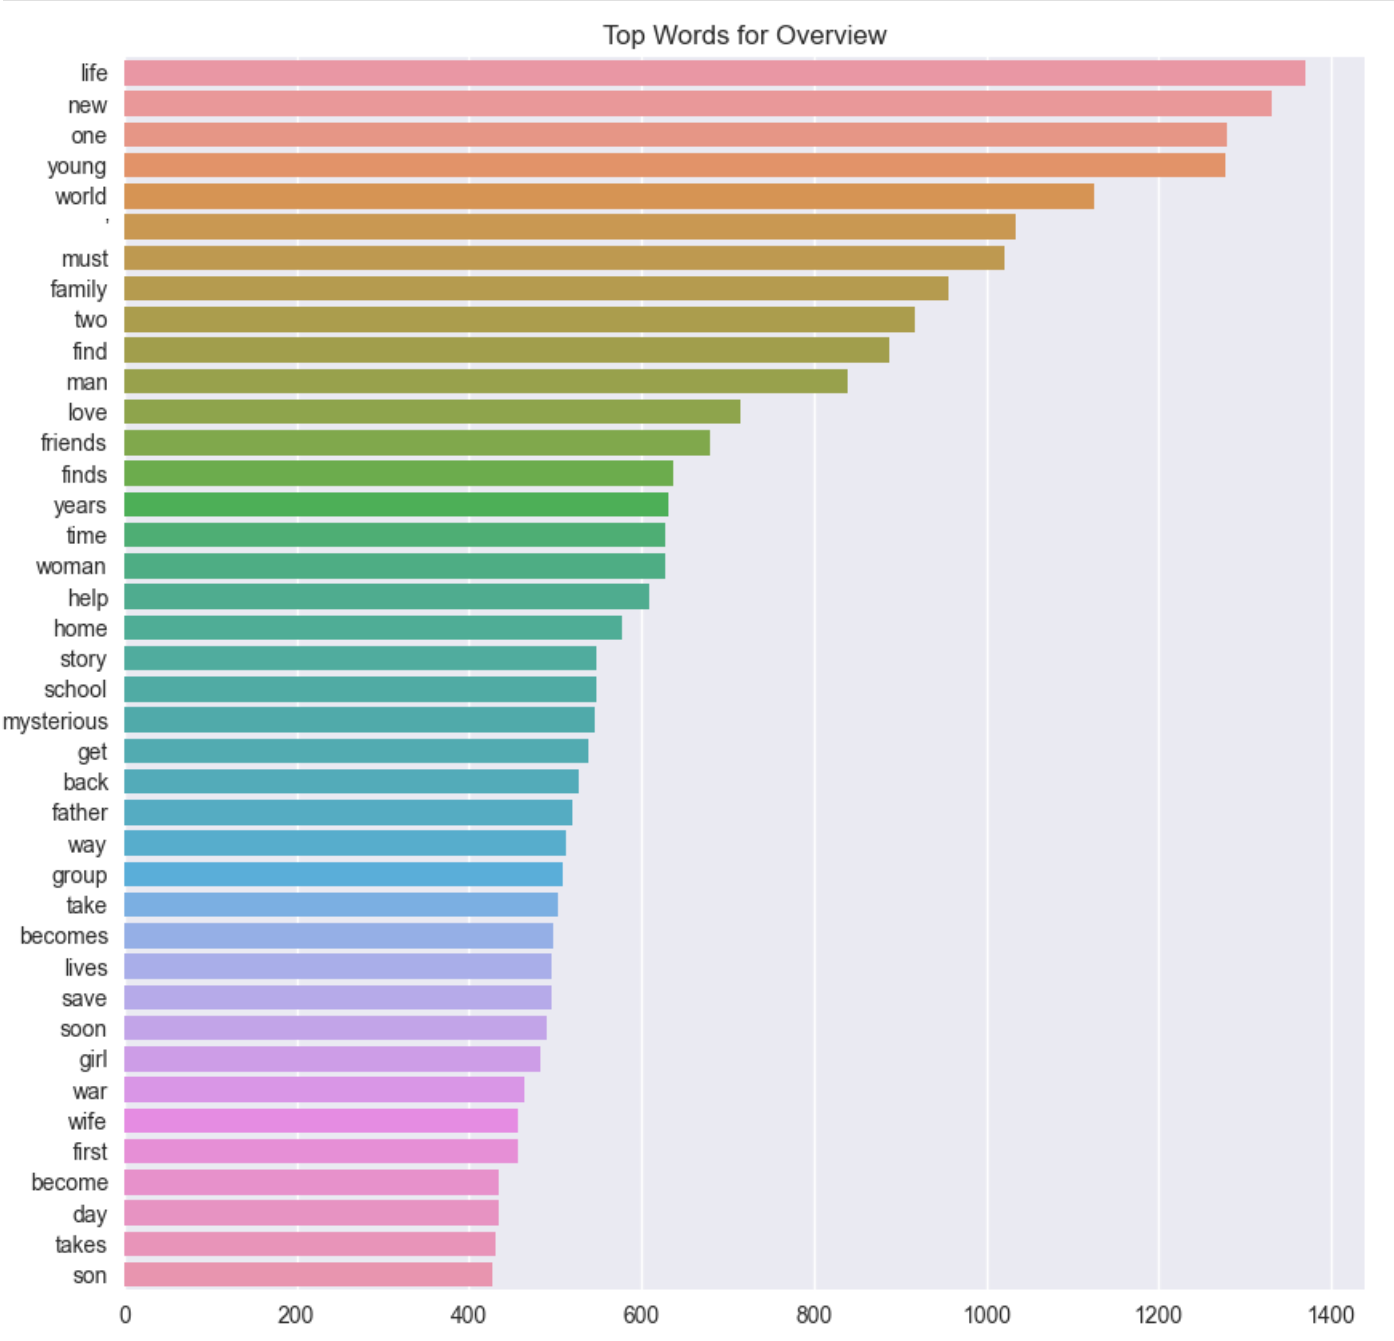 Top Words for Overview
life
new
one
young
world
’
must
family
two
find
man
love
friends
finds
years
time
woman
help
home
story
school
mysterious
get
back
father
way
group
take
becomes
lives
save
soon
girl
war
wife
first
become
day
takes
son
0 200 400 600 800 1000 1200 1400